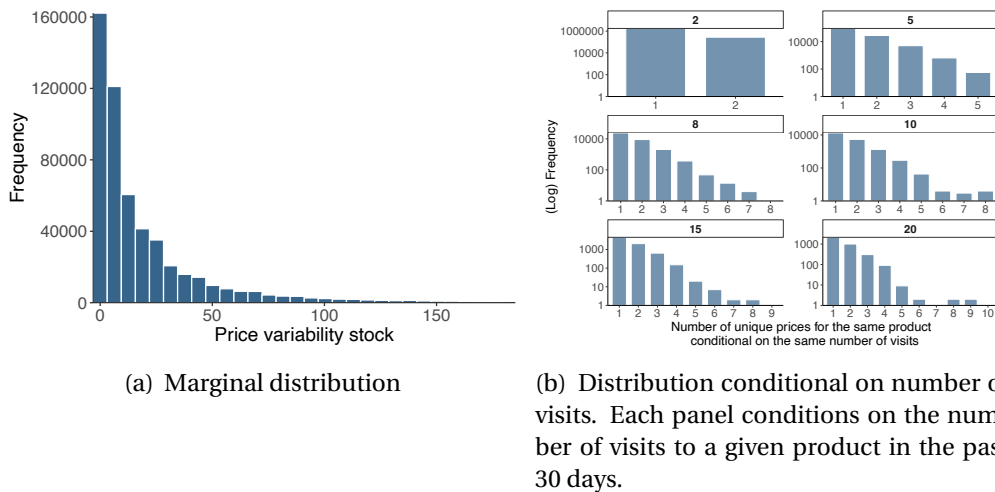 160000
120000
80000
40000
0
Frequency
0 50 100 150
Price variability stock
(a) Marginal distribution
(Log) Frequency
2
1000000
10000
100
1
1 2
5
10000
100
1
1 2 3 4 5
8
10000
100
1
1 2 3 4 5 6 7 8
10
10000
100
1
1 2 3 4 5 6 7 8
15
1000
100
10
1
1 2 3 4 5 6 7 8 9
20
1000
100
10
1
1 2 3 4 5 6 7 8 9 10
Number of unique prices for the same product
conditional on the same number of visits
(b) Distribution conditional on number o
visits. Each panel conditions on the num
ber of visits to a given product in the pas
30 days.